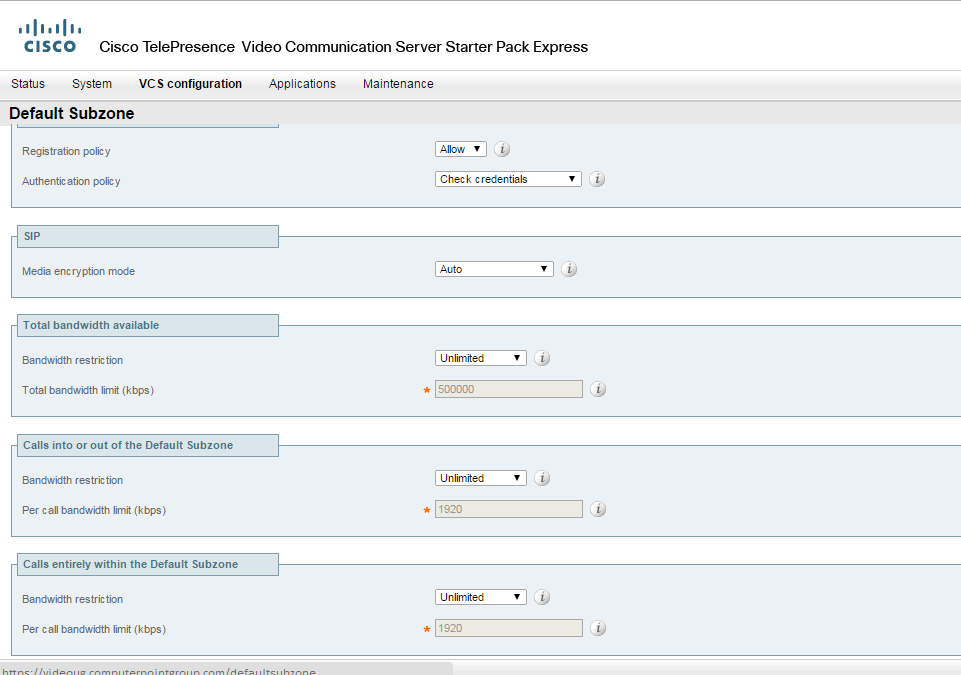 CISCO
Cisco TelePresence Video Communication Server Starter Pack Express
Status System VCS configuration Applications Maintenance
Default Subzone
Registration policy Allow ▼ i
Authentication policy Check credentials ▼ i
SIP
Media encryption mode Auto ▼ i
Total bandwidth available
Bandwidth restriction Unlimited ▼ i
Total bandwidth limit (kbps) * 500000 i
Calls into or out of the Default Subzone
Bandwidth restriction Unlimited ▼ i
Per call bandwidth limit (kbps) * 1920 i
Calls entirely within the Default Subzone
Bandwidth restriction Unlimited ▼ i
Per call bandwidth limit (kbps) * 1920 i
https://videoug.computerpointgroup.com/defaultsubzone